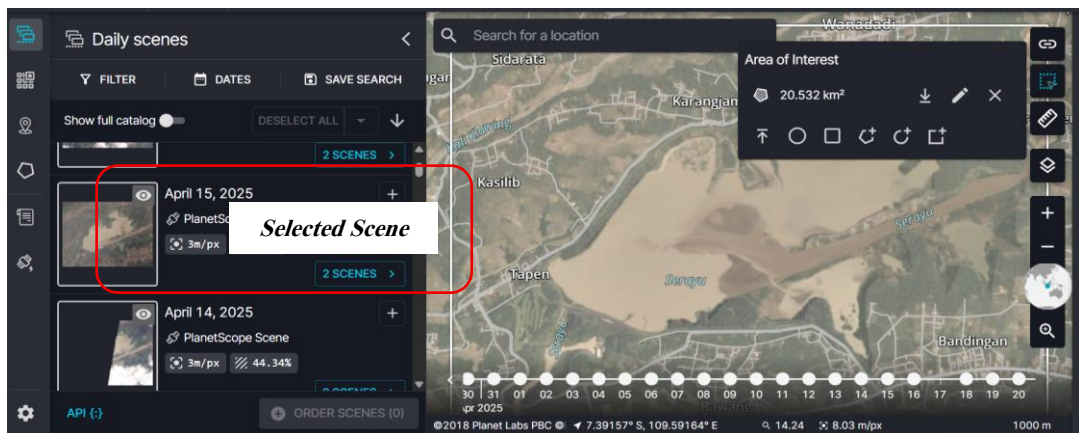 Daily scenes
FILTER
DATES
SAVE SEARCH
Show full catalog
DESELECT ALL
2 SCENES >
April 15, 2025
PlanetSc
3m/px
2 SCENES >
Selected Scene
April 14, 2025
PlanetScope Scene
3m/px
44.34%
API {;}
ORDER SCENES (0)
Search for a location
Area of Interest
20.532 km²
Wanadadi
Sidarata
Karangjan
Kali Klawing
Kasilib
Tapen
Serayu
Serayu
Serayu
Bandingan
Bawang
30 31 01 02 03 04 05 06 07 08 09 10 11 12 13 14 15 16 17 18 19 20
Apr 2025
©2018 Planet Labs PBC ©
7.39157° S, 109.59164° E
14.24
8.03 m/px
1000 m